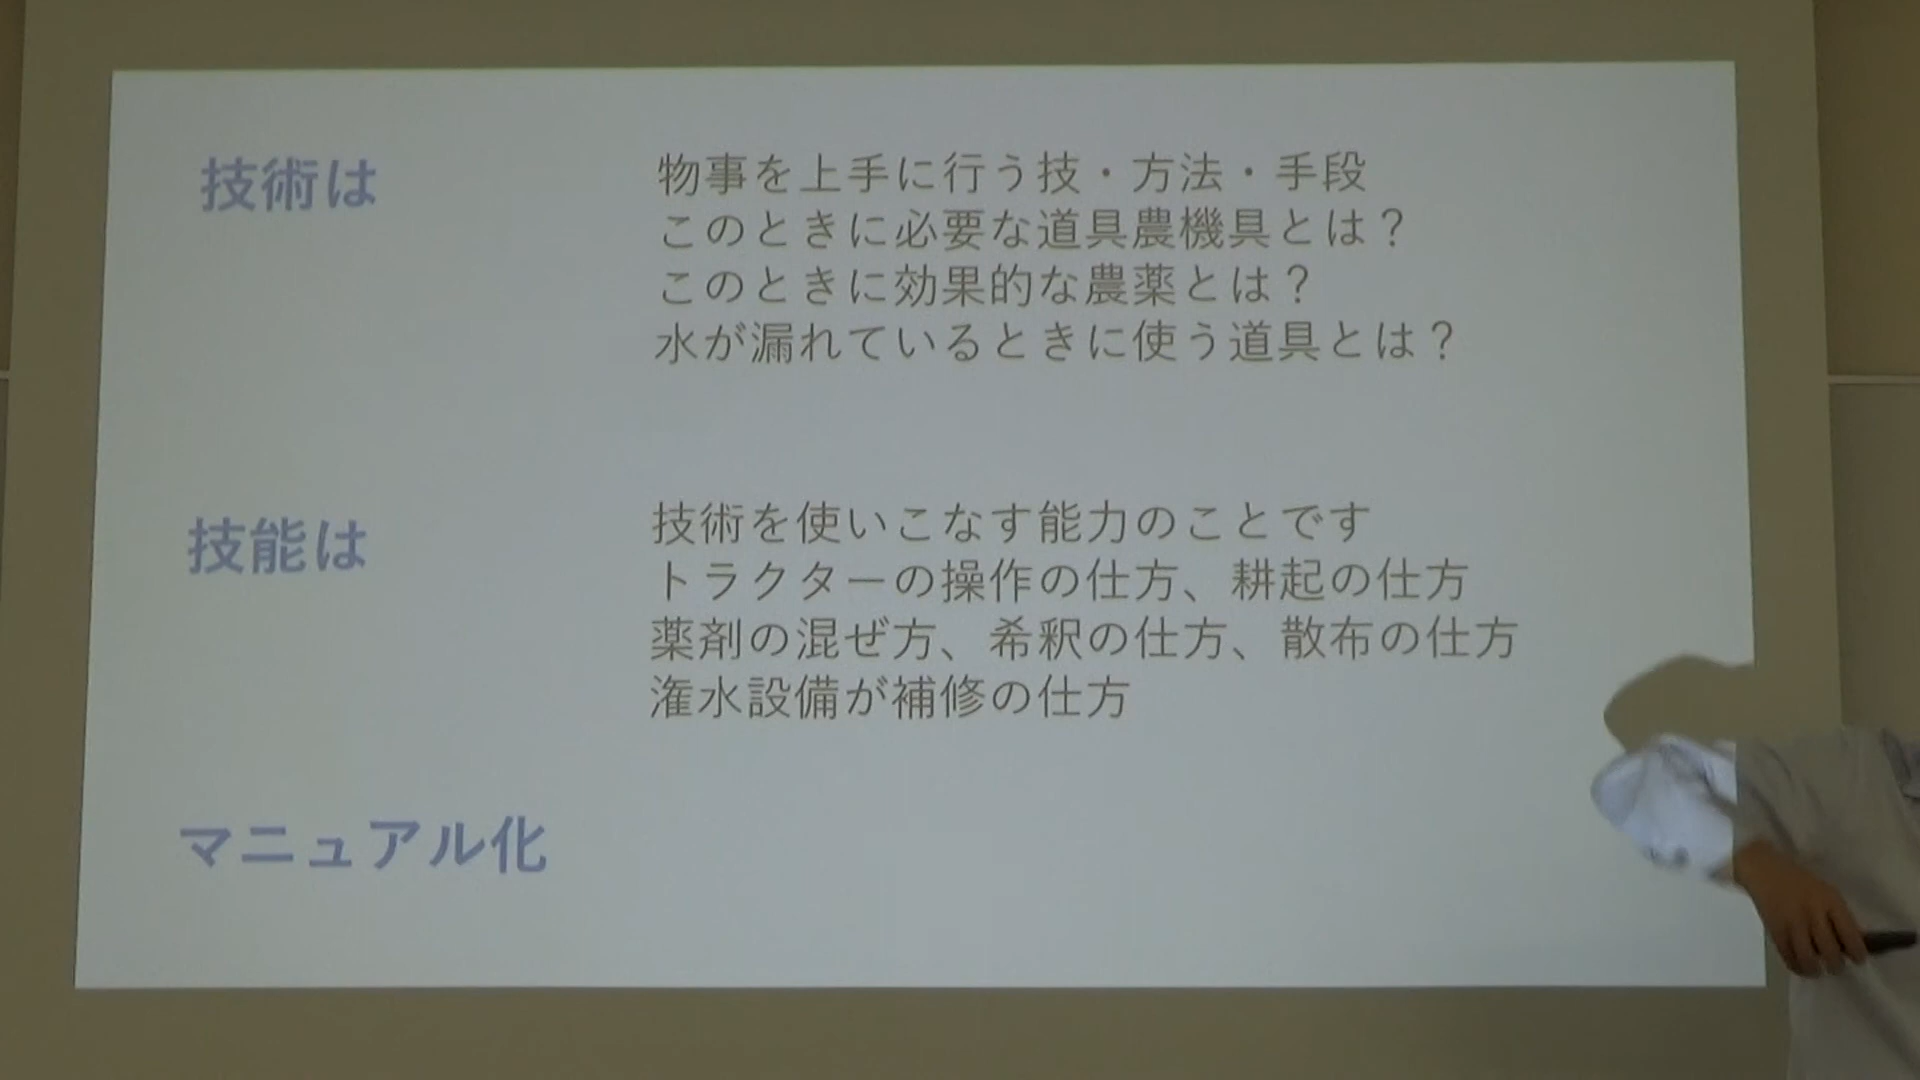 技術は
物事を上手に行う技・方法・手段
このときに必要な道具農機具とは？
このときに効果的な農薬とは？
水が漏れているときに使う道具とは？
技能は
技術を使いこなす能力のことです
トラクターの操作の仕方、耕起の仕方
薬剤の混ぜ方、希釈の仕方、散布の仕方
潅水設備が補修の仕方
マニュアル化